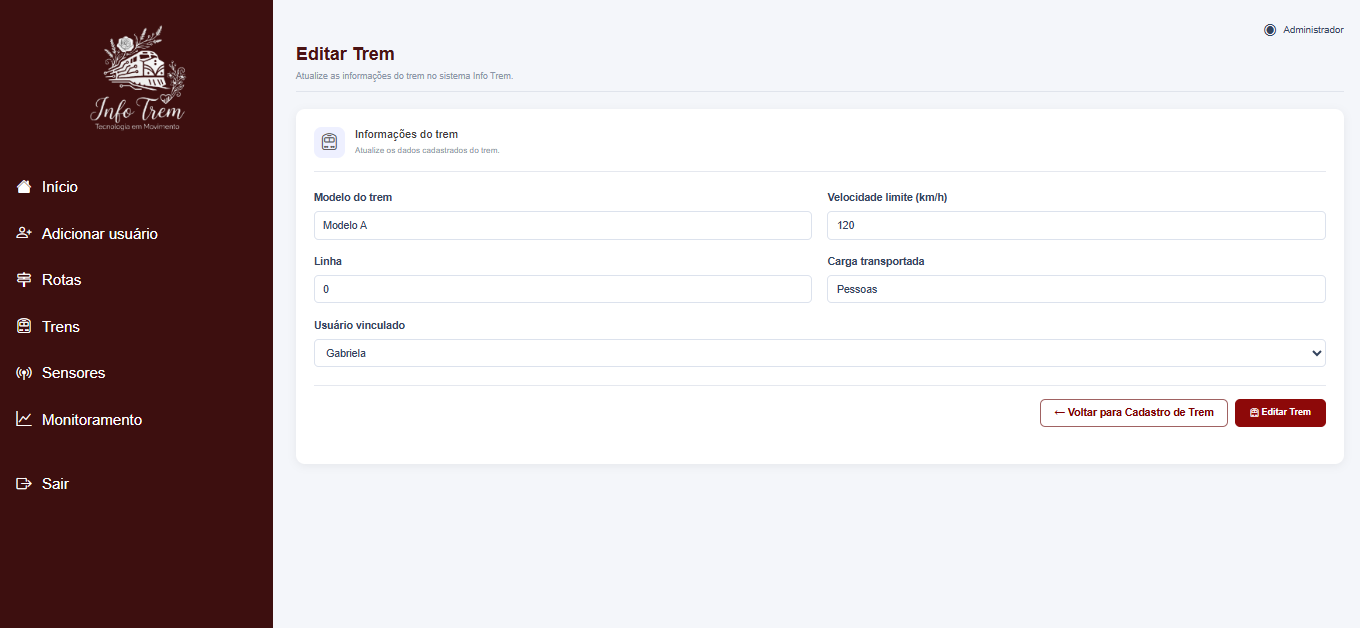 Info Trem
Tecnologia em Movimento
Início
Adicionar usuário
Rotas
Trens
Sensores
Monitoramento
Sair
Administrador
Editar Trem
Atualize as informações do trem no sistema Info Trem.
Informações do trem
Atualize os dados cadastrados do trem.
Modelo do trem
Modelo A
Velocidade limite (km/h)
120
Linha
0
Carga transportada
Pessoas
Usuário vinculado
Gabriela
← Voltar para Cadastro de Trem
Editar Trem